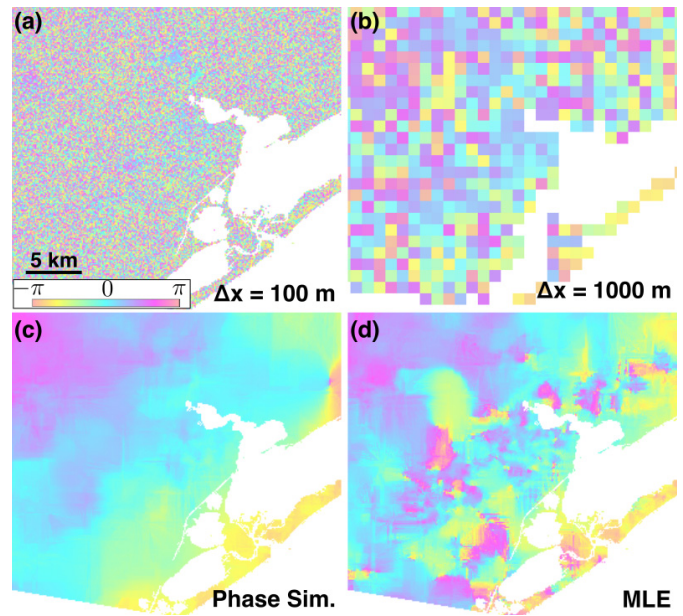 (a)
(b)
5 km
−π 0 π
Δx = 100 m
Δx = 1000 m
(c)
(d)
Phase Sim.
MLE